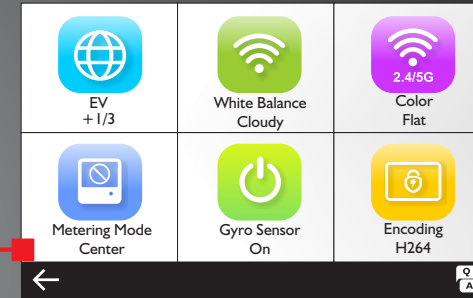 2.4/5G
EV
+1/3
White Balance
Cloudy
Color
Flat
Metering Mode
Center
Gyro Sensor
On
Encoding
H264
Q
A